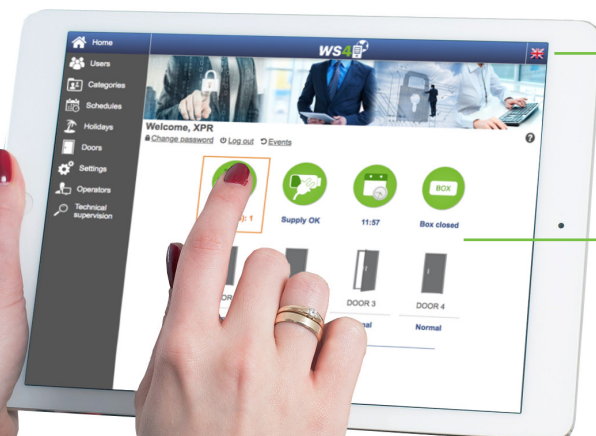 Home
WS4
Users
Categories
Schedules
Holidays
Doors
Settings
Operators
Technical
supervision
Welcome, XPR
Change password Log out Events
?
1
Supply OK
11:57
BOX
Box closed
DOOR 3
DOOR 4
Normal